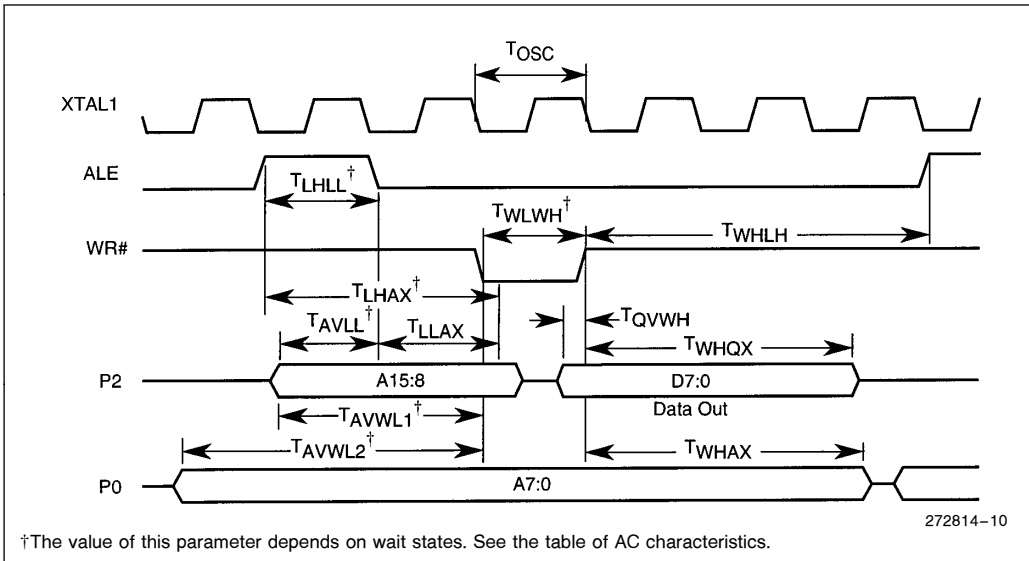 TOSC
XTAL1
ALE
TLHLL†
TWLWH†
TWHLH
WR#
TLHAX†
TAVLL†
TLLAX
TQVWH
TWHQX
P2
A15:8
D7:0
TAVWL1†
Data Out
TAVWL2†
TWHAX
P0
A7:0
272814–10
†The value of this parameter depends on wait states. See the table of AC characteristics.